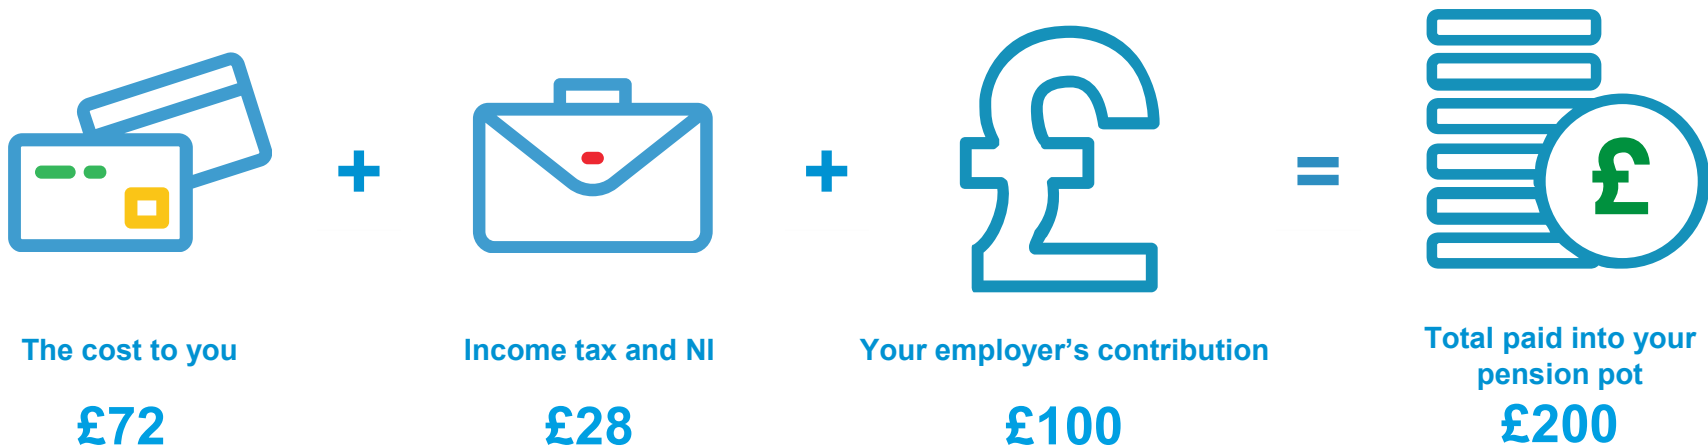 +
+
£
=
The cost to you
£72
Income tax and NI
£28
Your employer’s contribution
£100
Total paid into your
pension pot
£200